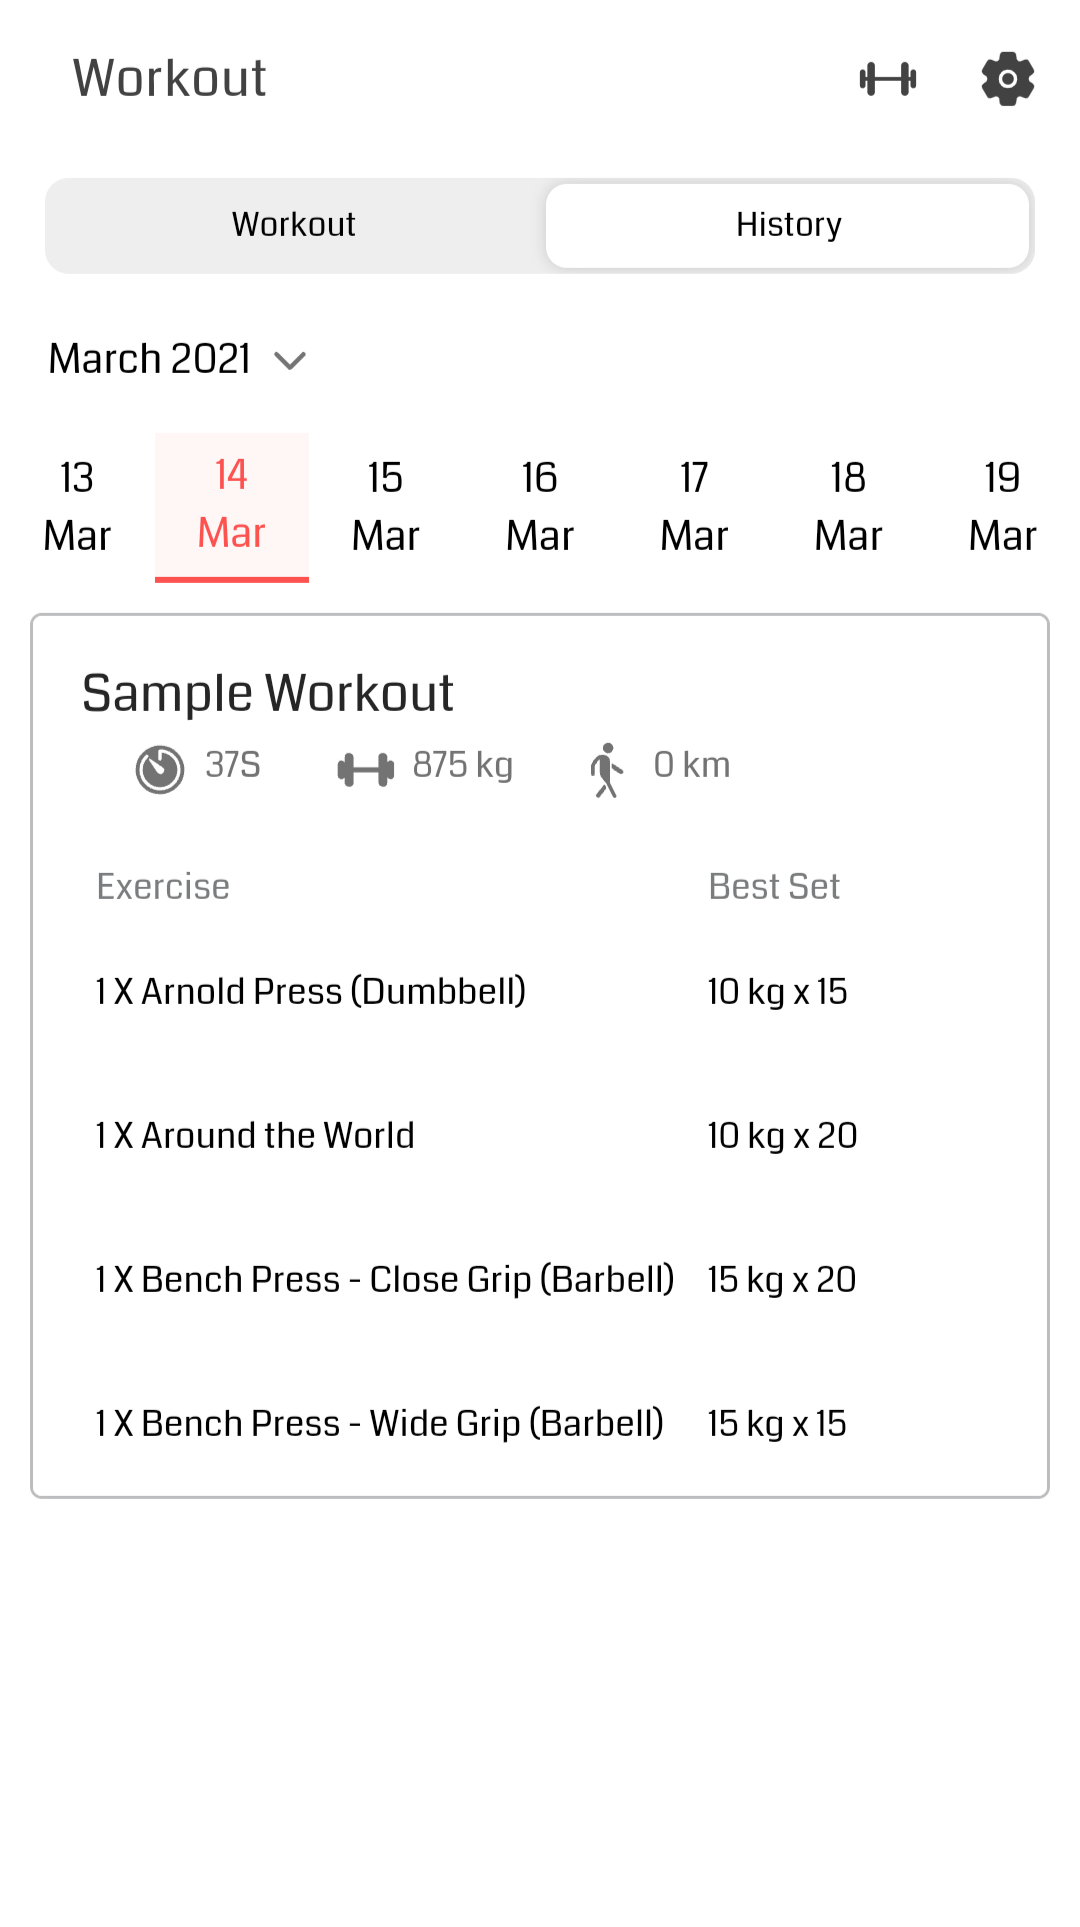 Workout
Workout History
March 2021
13 14 15 16 17 18 19
Mar Mar Mar Mar Mar Mar Mar
Sample Workout
37S 875 kg 0 km
Exercise Best Set
1 X Arnold Press (Dumbbell) 10 kg x 15
1 X Around the World 10 kg x 20
1 X Bench Press - Close Grip (Barbell) 15 kg x 20
1 X Bench Press - Wide Grip (Barbell) 15 kg x 15